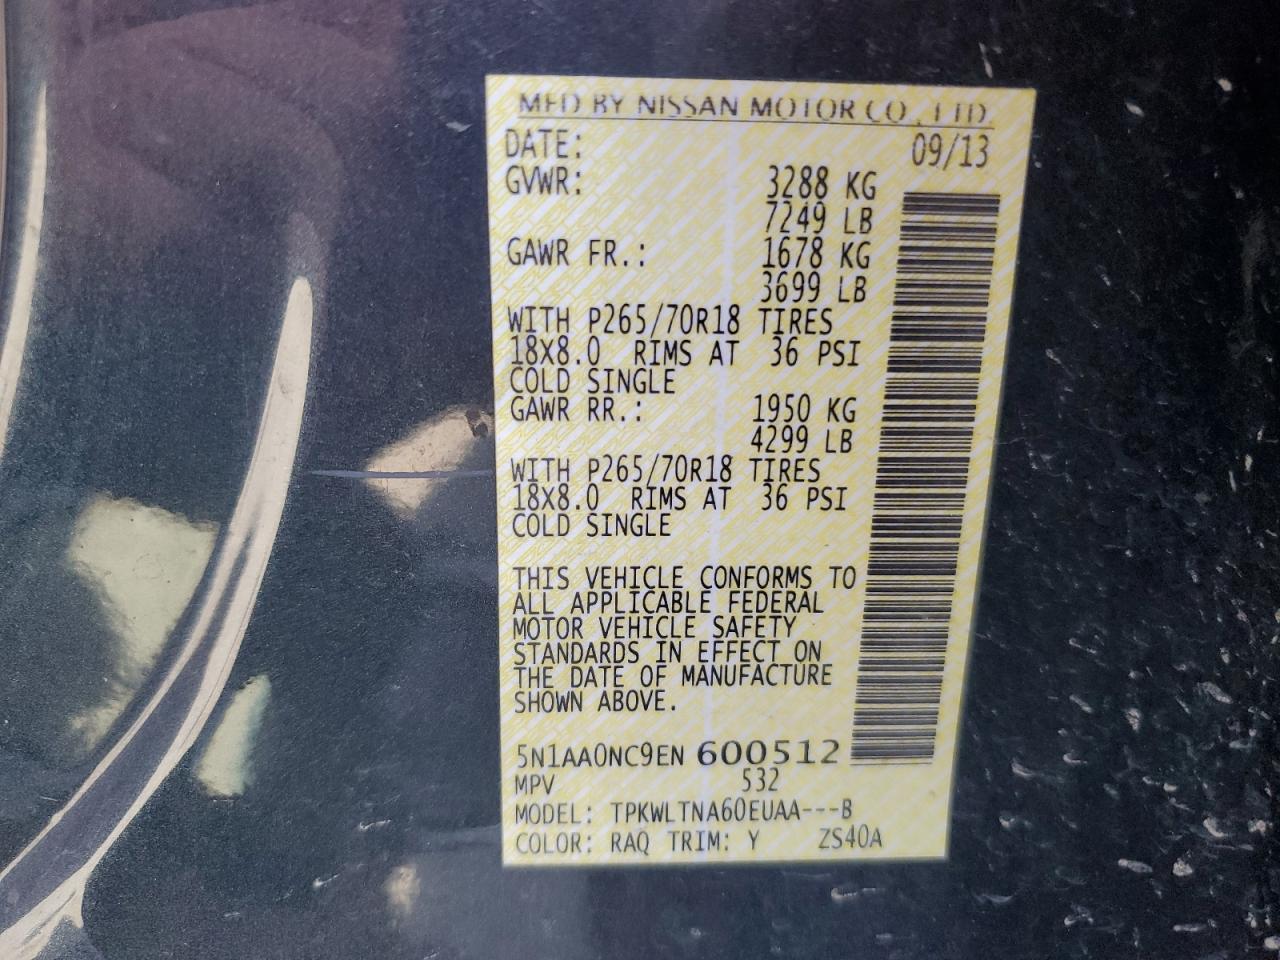 MFD BY NISSAN MOTOR CO., LTD.
DATE: 09/13
GVWR: 3288 KG
7249 LB
GAWR FR.: 1678 KG
3699 LB
WITH P265/70R18 TIRES
18X8.0 RIMS AT 36 PSI
COLD SINGLE
GAWR RR.: 1950 KG
4299 LB
WITH P265/70R18 TIRES
18X8.0 RIMS AT 36 PSI
COLD SINGLE
THIS VEHICLE CONFORMS TO
ALL APPLICABLE FEDERAL
MOTOR VEHICLE SAFETY
STANDARDS IN EFFECT ON
THE DATE OF MANUFACTURE
SHOWN ABOVE.
5N1AA0NC9EN 600512
MPV 532
MODEL: TPKWLTNA60EUAA---B
COLOR: RAQ TRIM: Y ZS40A